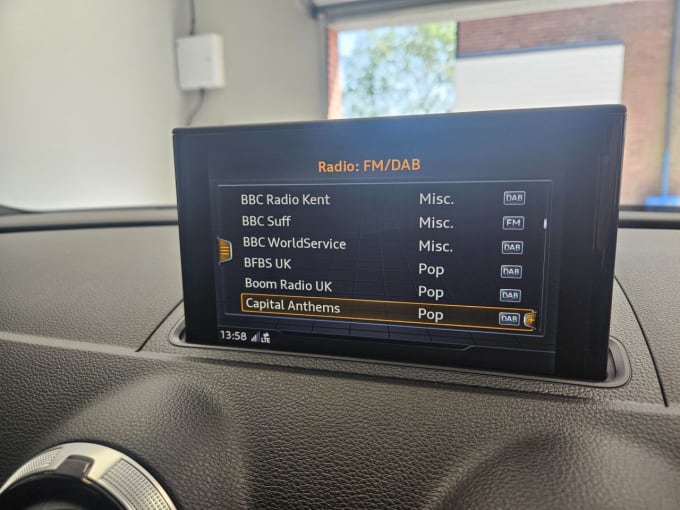 Radio: FM/DAB
BBC Radio Kent Misc. DAB
BBC Suff Misc. FM
BBC WorldService Misc. DAB
BFBS UK Pop DAB
Boom Radio UK Pop DAB
Capital Anthems Pop DAB
13:58 LTE